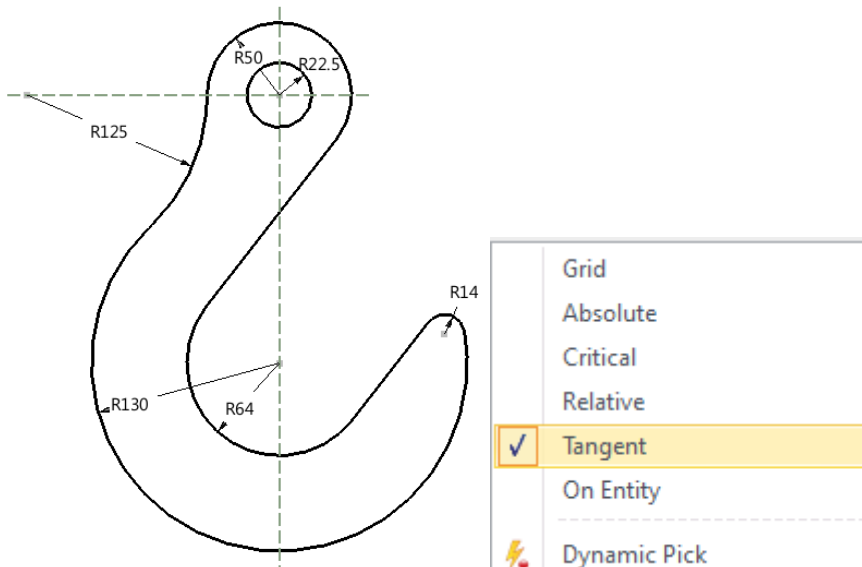 R50
R22.5
R125
R14
R130
R64
Grid
Absolute
Critical
Relative
Tangent
On Entity
Dynamic Pick